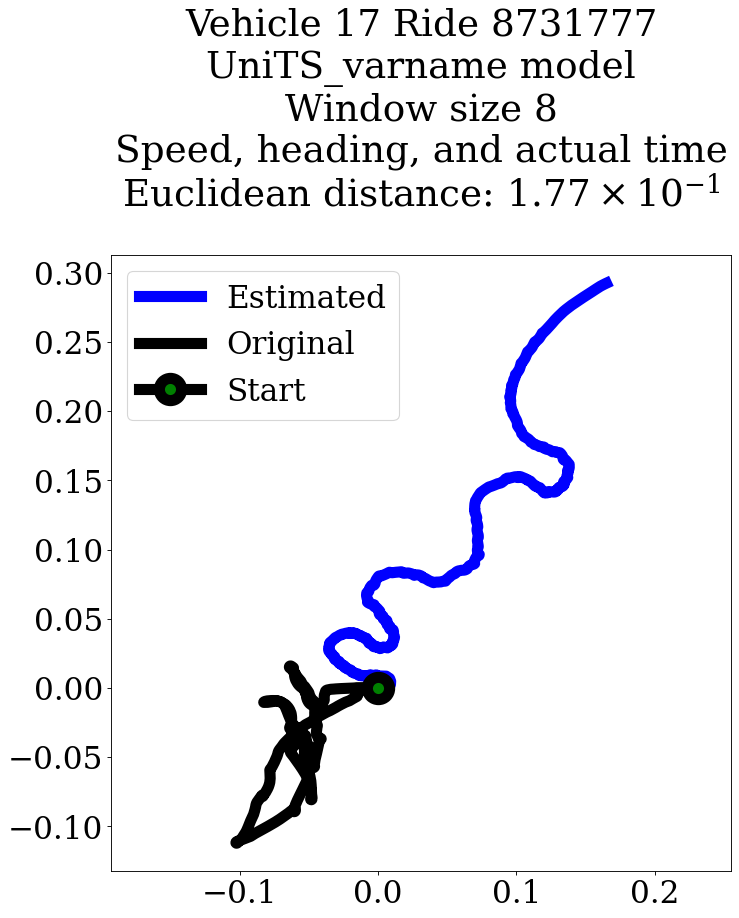 Vehicle 17 Ride 8731777
UniTS_varname model
Window size 8
Speed, heading, and actual time
Euclidean distance: 1.77 × 10⁻¹
Estimated
Original
Start
0.30
0.25
0.20
0.15
0.10
0.05
0.00
−0.05
−0.10
−0.1 0.0 0.1 0.2